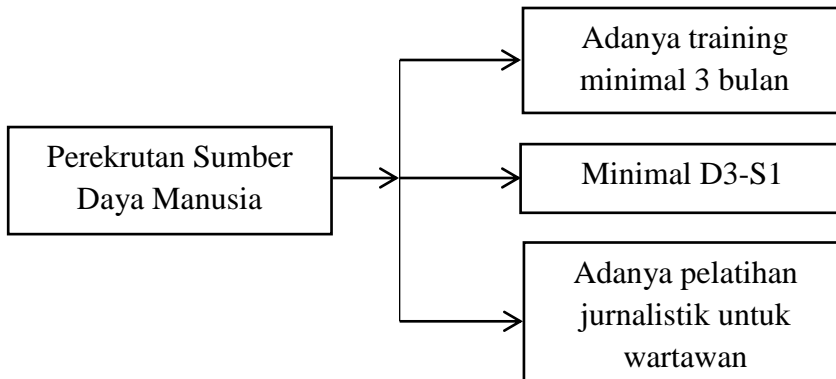 Perekrutan Sumber
Daya Manusia
Adanya training
minimal 3 bulan
Minimal D3-S1
Adanya pelatihan
jurnalistik untuk
wartawan